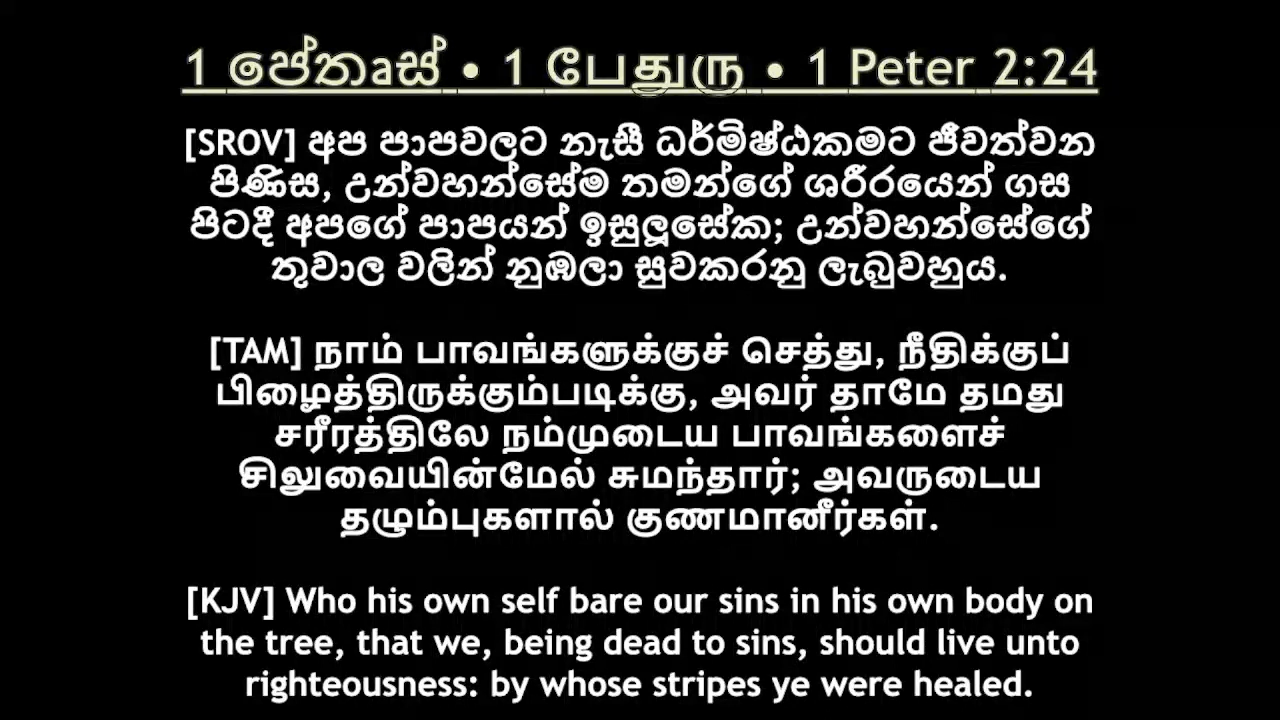 1 පේතෘස් • 1 பேதுரு • 1 Peter 2:24
[SROV] අප පාපවලට නැසී ධර්මිෂ්ඨකමට ජීවත්වන
පිණිස, උන්වහන්සේම තමන්ගේ ශරීරයෙන් ගස
පිටදී අපගේ පාපයන් ඉසුලූසේක; උන්වහන්සේගේ
තුවාල වලින් නුඹලා සුවකරනු ලැබුවහුය.
[TAM] நாம் பாவங்களுக்குச் செத்து, நீதிக்குப்
பிழைத்திருக்கும்படிக்கு, அவர் தாமே தமது
சரீரத்திலே நம்முடைய பாவங்களைச்
சிலுவையின்மேல் சுமந்தார்; அவருடைய
தழும்புகளால் குணமானீர்கள்.
[KJV] Who his own self bare our sins in his own body on
the tree, that we, being dead to sins, should live unto
righteousness: by whose stripes ye were healed.